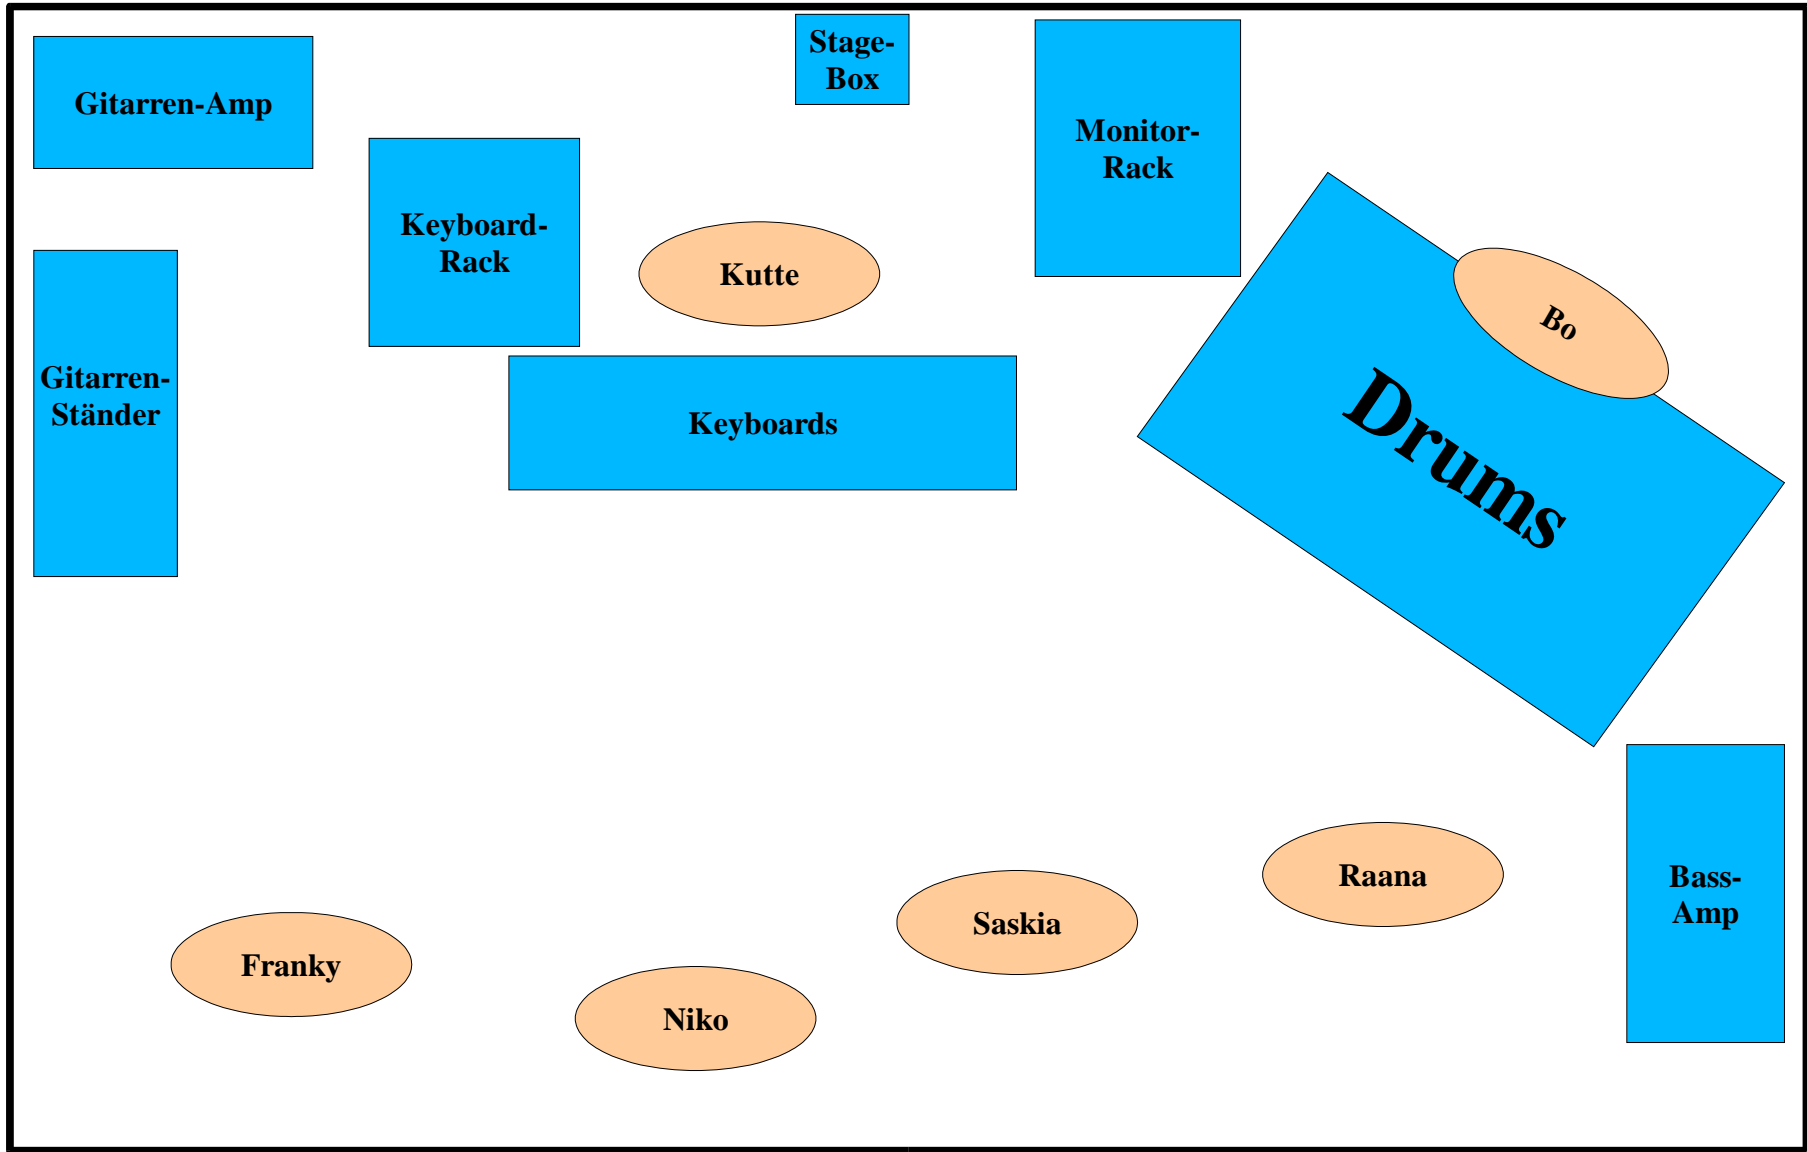 Stage-
Box
Gitarren-Amp
Monitor-
Rack
Keyboard-
Rack
Kutte
Bo
Gitarren-
Ständer
Keyboards
Drums
Raana
Bass-
Amp
Saskia
Franky
Niko